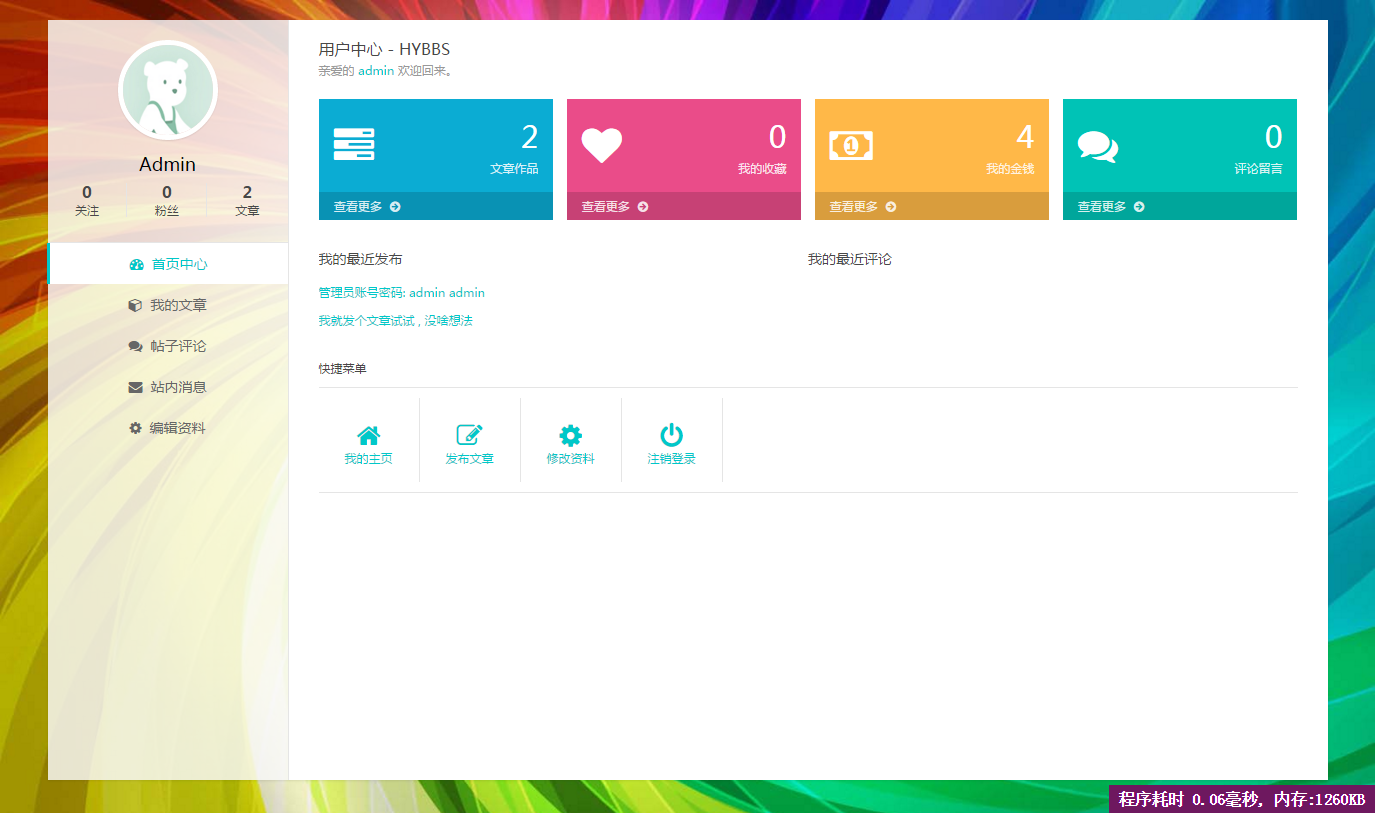 Admin
0 0 2
关注 粉丝 文章
首页中心
我的文章
帖子评论
站内消息
编辑资料
用户中心 - HYBBS
亲爱的 admin 欢迎回来。
2
文章作品
查看更多
0
我的收藏
查看更多
1
4
我的金钱
查看更多
0
评论留言
查看更多
我的最近发布
管理员账号密码: admin admin
我就发个文章试试 , 没啥想法
我的最近评论
快捷菜单
我的主页 发布文章 修改资料 注销登录
程序耗时 0.06毫秒, 内存:1260KB